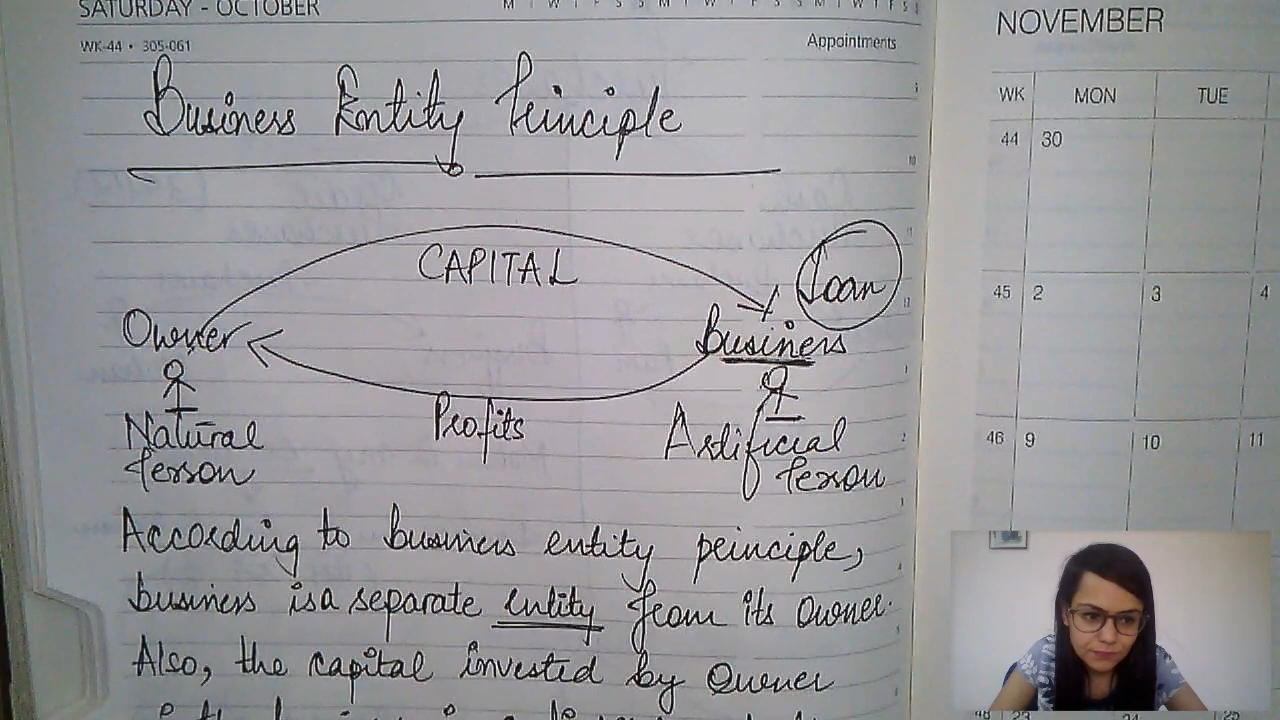 SATURDAY - OCTOBER
WK-44 • 305-061
Appointments
Business Entity Principle
CAPITAL
Loan
Owner
Business
Natural
Person
Profits
Artificial
Person
According to business entity principle,
business is a separate entity from its owner.
Also, the capital invested by Owner
NOVEMBER
WK MON TUE
44 30
45 2 3 4
46 9 10 11